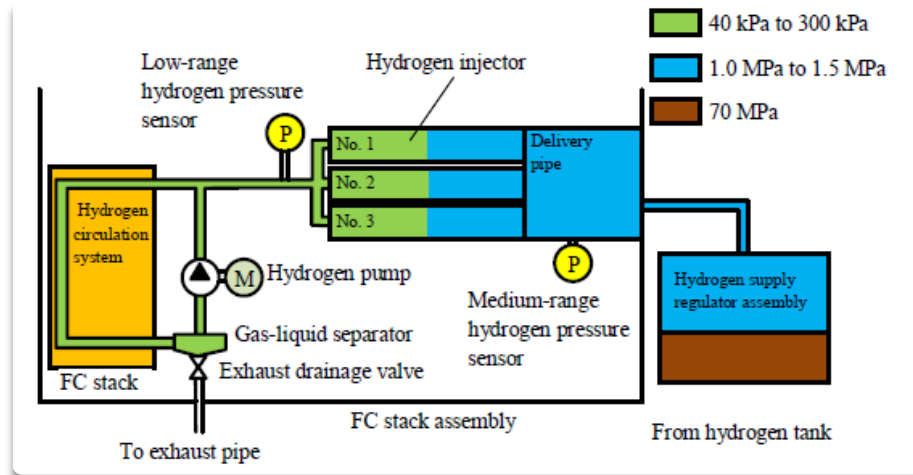 40 kPa to 300 kPa
1.0 MPa to 1.5 MPa
70 MPa
Low-range
hydrogen pressure
sensor
Hydrogen injector
P
No. 1
No. 2
No. 3
Delivery
pipe
Hydrogen
circulation
system
M
Hydrogen pump
P
Medium-range
hydrogen pressure
sensor
Hydrogen supply
regulator assembly
Gas-liquid separator
Exhaust drainage valve
FC stack
FC stack assembly
To exhaust pipe
From hydrogen tank